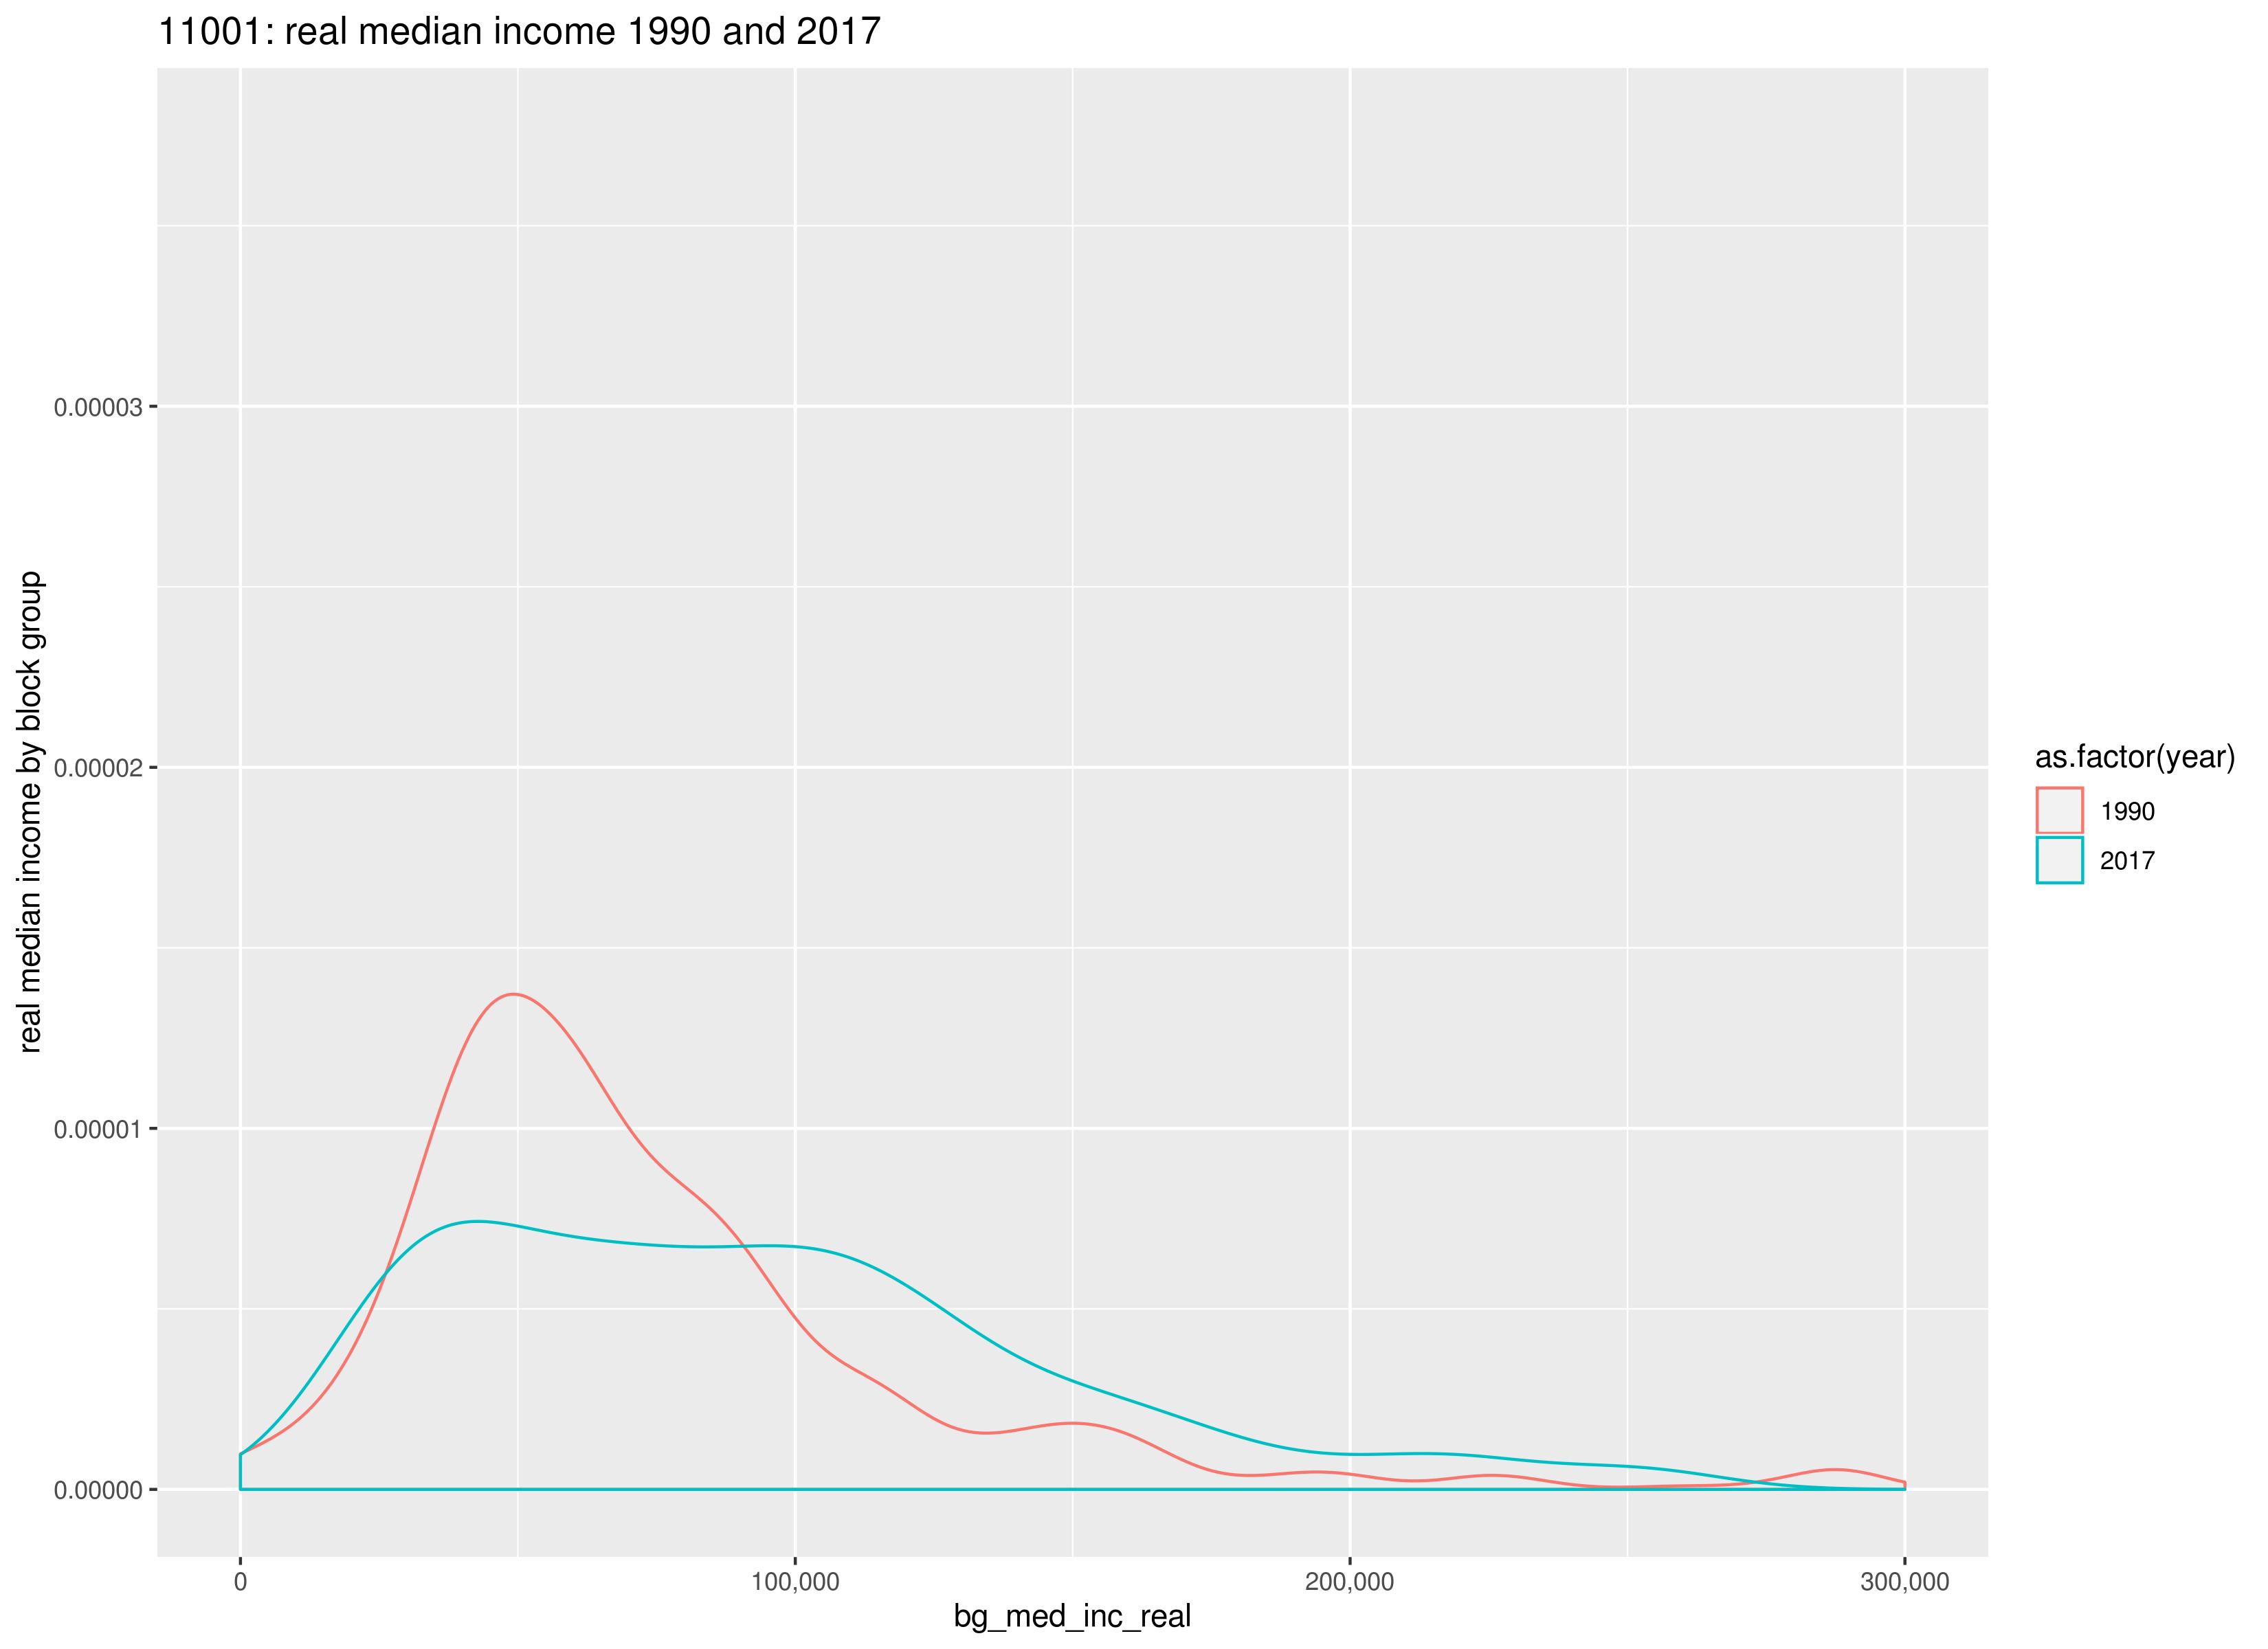 11001: real median income 1990 and 2017
real median income by block group
0.00003
0.00002
0.00001
0.00000
0
100,000
200,000
300,000
bg_med_inc_real
as.factor(year)
1990
2017